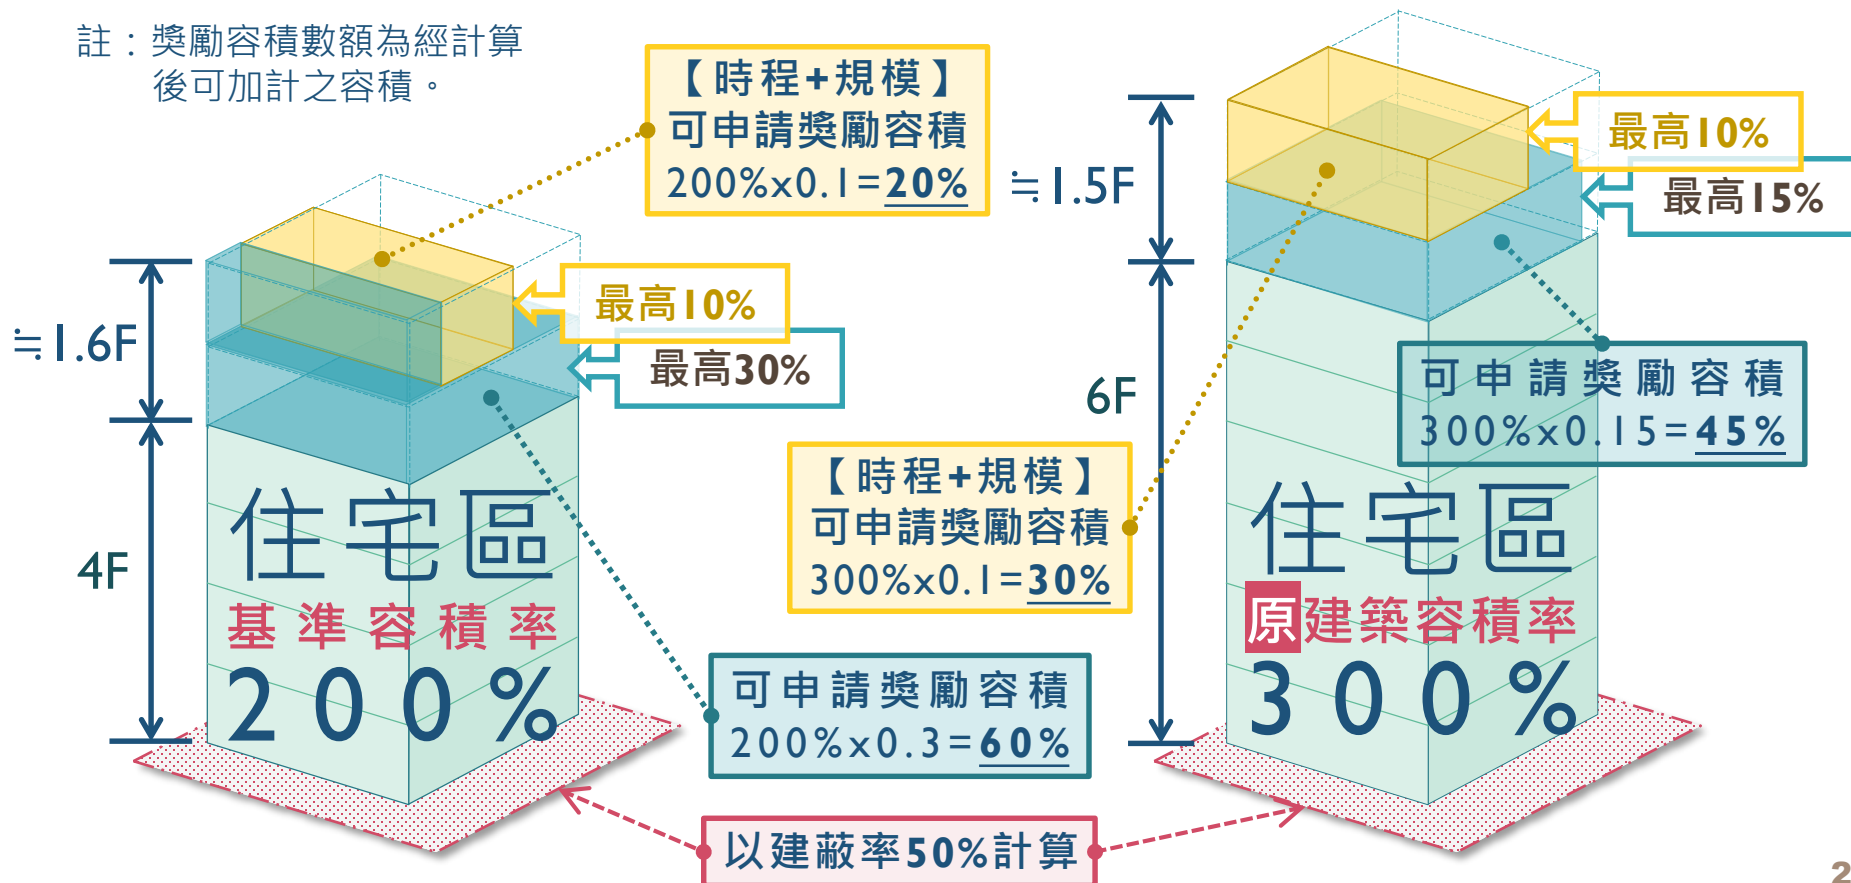 註：獎勵容積數額為經計算
後可加計之容積。
【時程+規模】
可申請獎勵容積
200%x0.1=20%
最高10%
最高30%
≒1.6F
4F
住宅區
基準容積率
200%
可申請獎勵容積
200%x0.3=60%
≒1.5F
6F
最高10%
最高15%
可申請獎勵容積
300%x0.15=45%
【時程+規模】
可申請獎勵容積
300%x0.1=30%
住宅區
原建築容積率
300%
以建蔽率50%計算
2